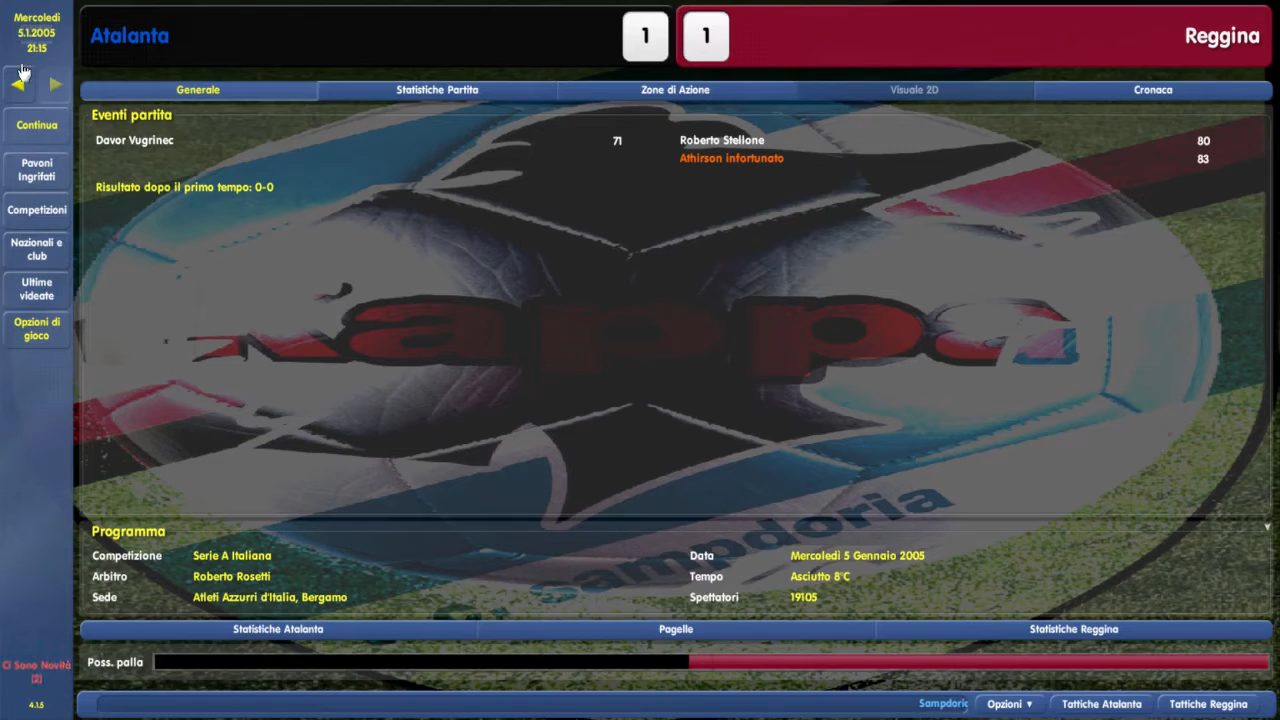 Mercoledì
5.1.2005
21:15
Continua
Pavoni
Ingrifati
Competizioni
Nazionali e
club
Ultime
videate
Opzioni di
gioco
Ci Sono Novità
[2]
4.1.5
Atalanta 1 1 Reggina
Generale Statistiche Partita Zone di Azione Visuale 2D Cronaca
Eventi partita
Davor Vugrinec 71 Roberto Stellone 80
Athirson infortunato 83
Risultato dopo il primo tempo: 0-0
kappa
Sampdoria
Programma
Competizione Serie A Italiana Data Mercoledì 5 Gennaio 2005
Arbitro Roberto Rosetti Tempo Asciutto 8°C
Sede Atleti Azzurri d'Italia, Bergamo Spettatori 19105
Statistiche Atalanta Pagelle Statistiche Reggina
Poss. palla
Sampdoric Opzioni ▼ Tattiche Atalanta Tattiche Reggina